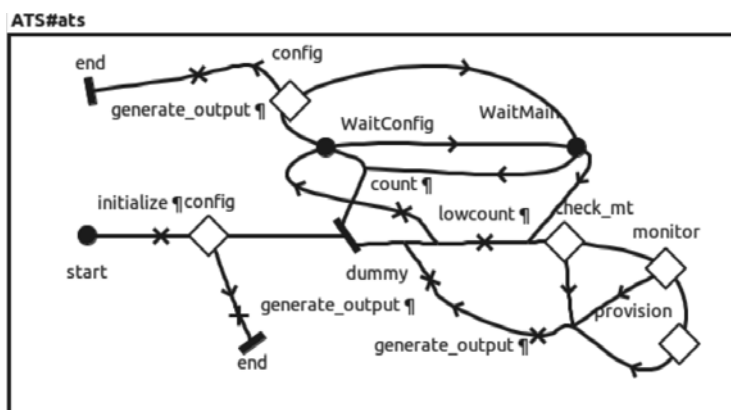 ATS#ats
end
config
generate_output ¶
WaitConfig
WaitMain
count ¶
initialize ¶
config
lowcount ¶
check_mt
monitor
start
dummy
generate_output ¶
provision
generate_output ¶
end